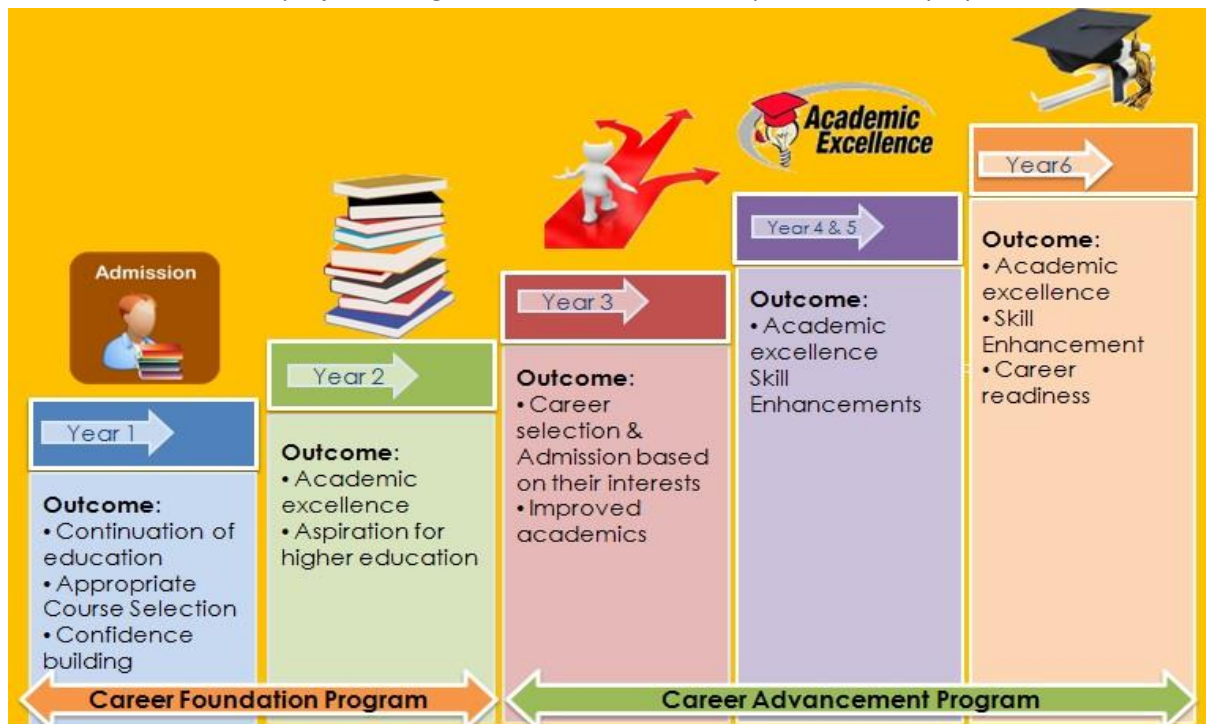 Admission
Academic
Excellence
Year 1
Outcome:
• Continuation of
education
• Appropriate
Course Selection
• Confidence
building
Year 2
Outcome:
• Academic
excellence
• Aspiration for
higher education
Year 3
Outcome:
• Career
selection &
Admission based
on their interests
• Improved
academics
Year 4 & 5
Outcome:
• Academic
excellence
Skill
Enhancements
Year6
Outcome:
• Academic
excellence
• Skill
Enhancement
• Career
readiness
Career Foundation Program
Career Advancement Program